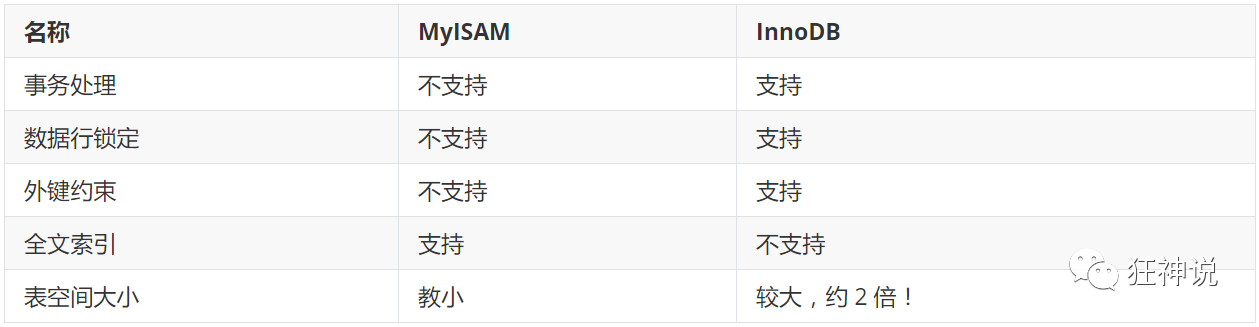 名称 MyISAM InnoDB
事务处理 不支持 支持
数据行锁定 不支持 支持
外键约束 不支持 支持
全文索引 支持 不支持
表空间大小 教小 较大，约 2 倍！
狂神说